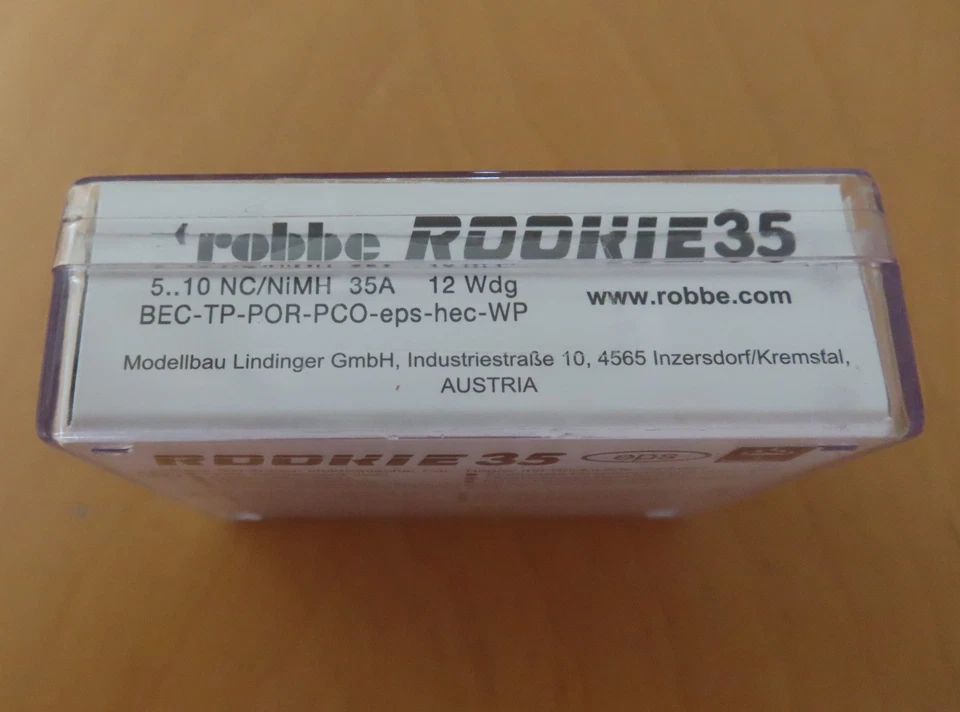 robbe ROOKIE35
5..10 NC/NiMH 35A 12 Wdg
BEC-TP-POR-PCO-eps-hec-WP
www.robbe.com
Modellbau Lindinger GmbH, Industriestraße 10, 4565 Inzersdorf/Kremstal,
AUSTRIA
ROOKIE 35 eps